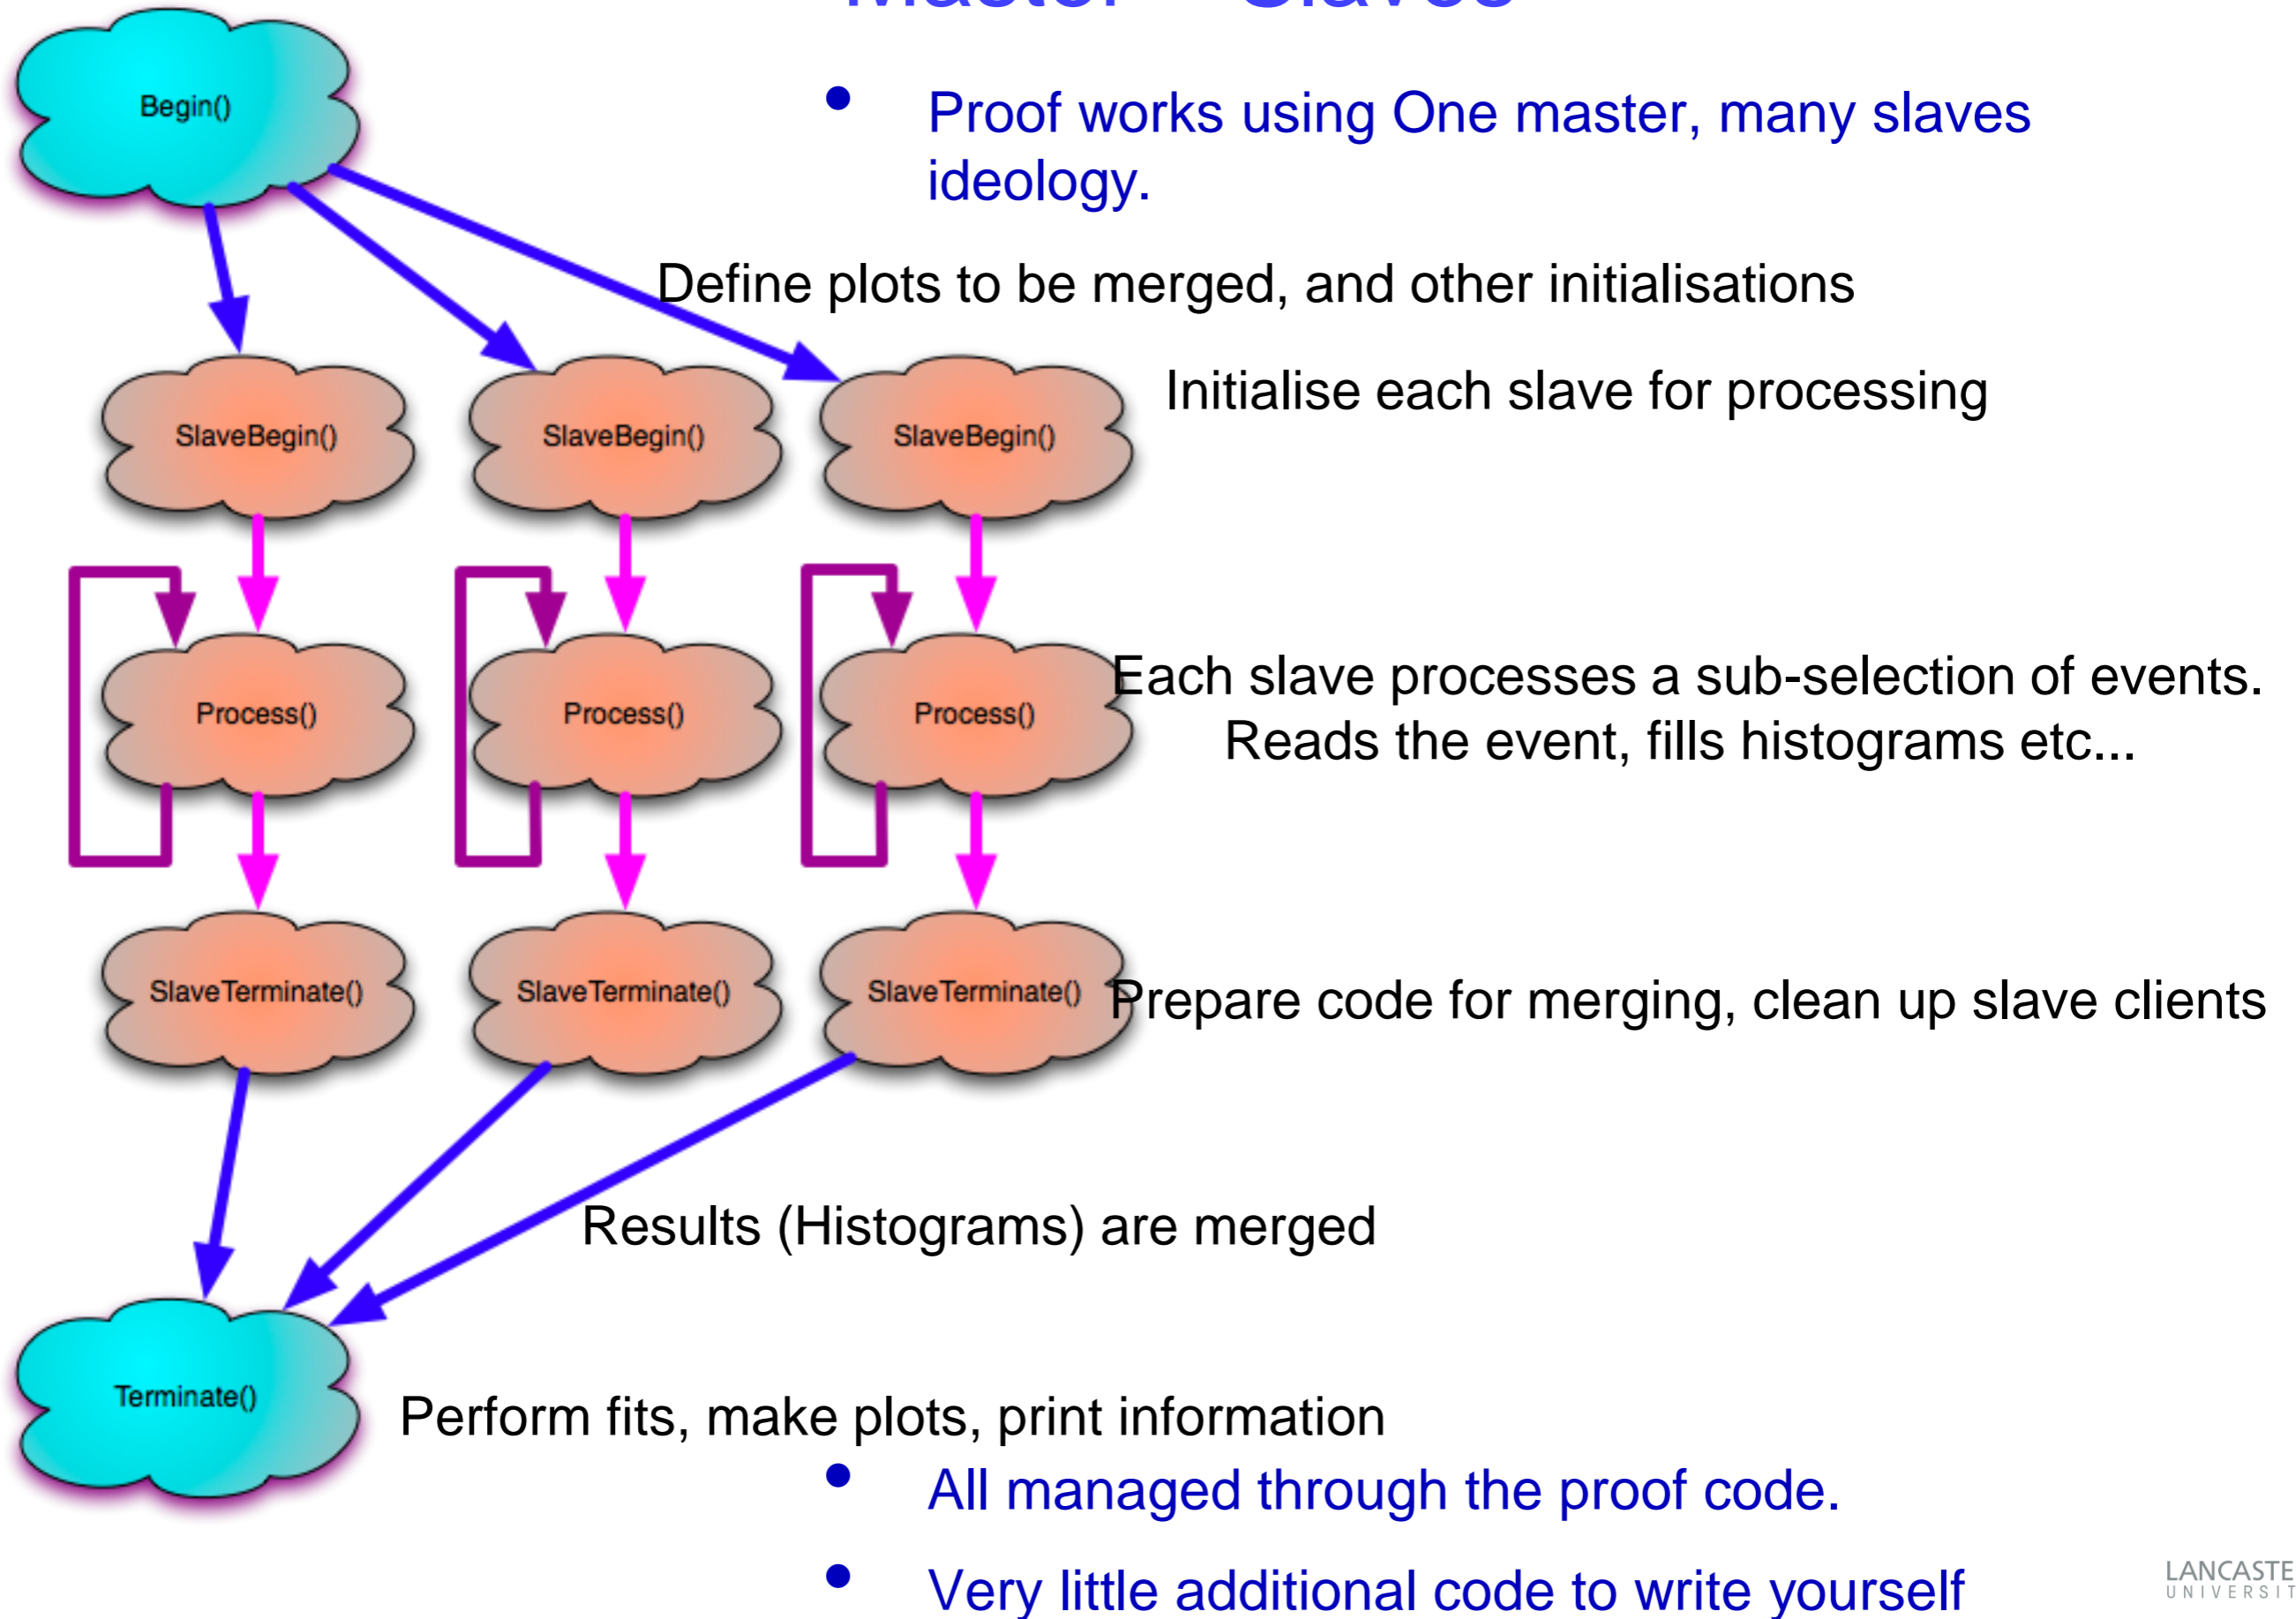 Master - Slaves
Begin()
Proof works using One master, many slaves
ideology.
Define plots to be merged, and other initialisations
Initialise each slave for processing
SlaveBegin()
SlaveBegin()
SlaveBegin()
Process()
Process()
Process()
Each slave processes a sub-selection of events.
Reads the event, fills histograms etc...
SlaveTerminate()
SlaveTerminate()
SlaveTerminate()
Prepare code for merging, clean up slave clients
Results (Histograms) are merged
Terminate()
Perform fits, make plots, print information
All managed through the proof code.
Very little additional code to write yourself
LANCASTE
UNIVERSIT